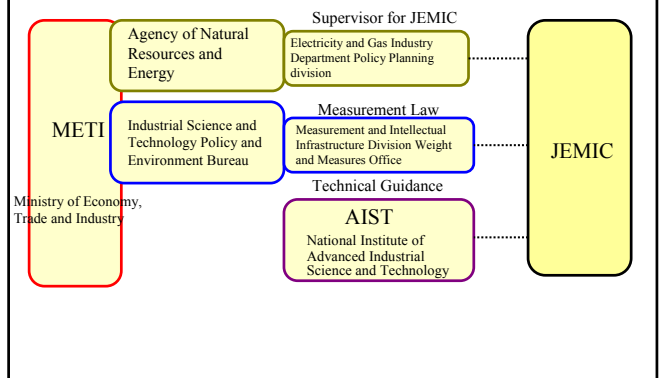 Supervisor for JEMIC
Agency of Natural
Resources and
Energy
Electricity and Gas Industry
Department Policy Planning
division
Measurement Law
METI
Industrial Science and
Technology Policy and
Environment Bureau
Measurement and Intellectual
Infrastructure Division Weight
and Measures Office
JEMIC
Ministry of Economy,
Trade and Industry
Technical Guidance
AIST
National Institute of
Advanced Industrial
Science and Technology